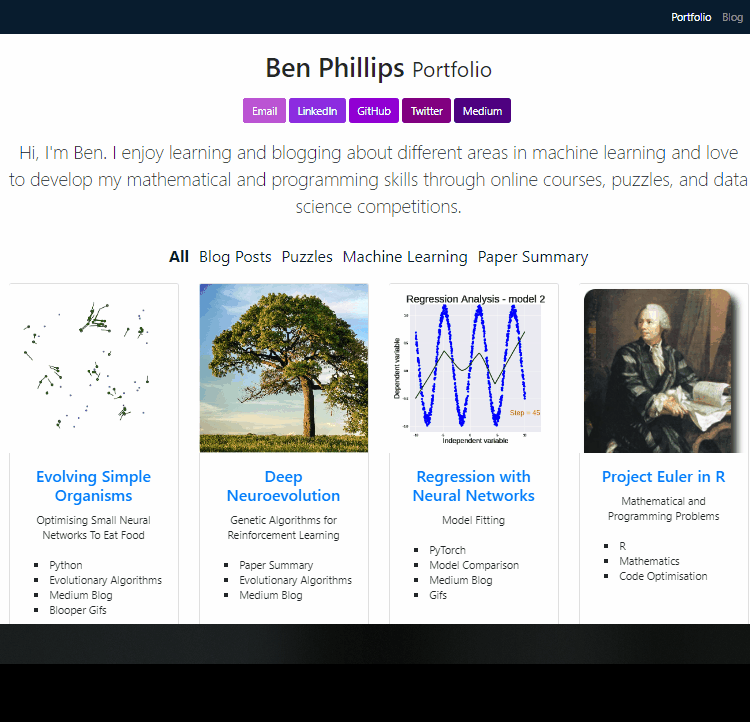 Portfolio Blog
Ben Phillips Portfolio
Email LinkedIn GitHub Twitter Medium
Hi, I'm Ben. I enjoy learning and blogging about different areas in machine learning and love
to develop my mathematical and programming skills through online courses, puzzles, and data
science competitions.
All Blog Posts Puzzles Machine Learning Paper Summary
Evolving Simple
Organisms
Optimising Small Neural
Networks To Eat Food
Python
Evolutionary Algorithms
Medium Blog
Blooper Gifs
Deep
Neuroevolution
Genetic Algorithms for
Reinforcement Learning
Paper Summary
Evolutionary Algorithms
Medium Blog
Regression Analysis - model 2
Dependent variable
Step = 45
Independent variable
Regression with
Neural Networks
Model Fitting
PyTorch
Model Comparison
Medium Blog
Gifs
Project Euler in R
Mathematical and
Programming Problems
R
Mathematics
Code Optimisation